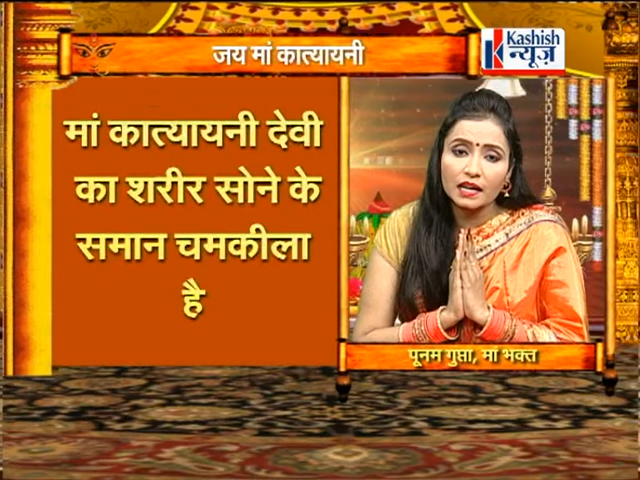 जय मां कात्यायनी
Kashish
न्यूज़
मां कात्यायनी देवी
का शरीर सोने के
समान चमकीला
है
पूनम गुप्ता, मां भक्त